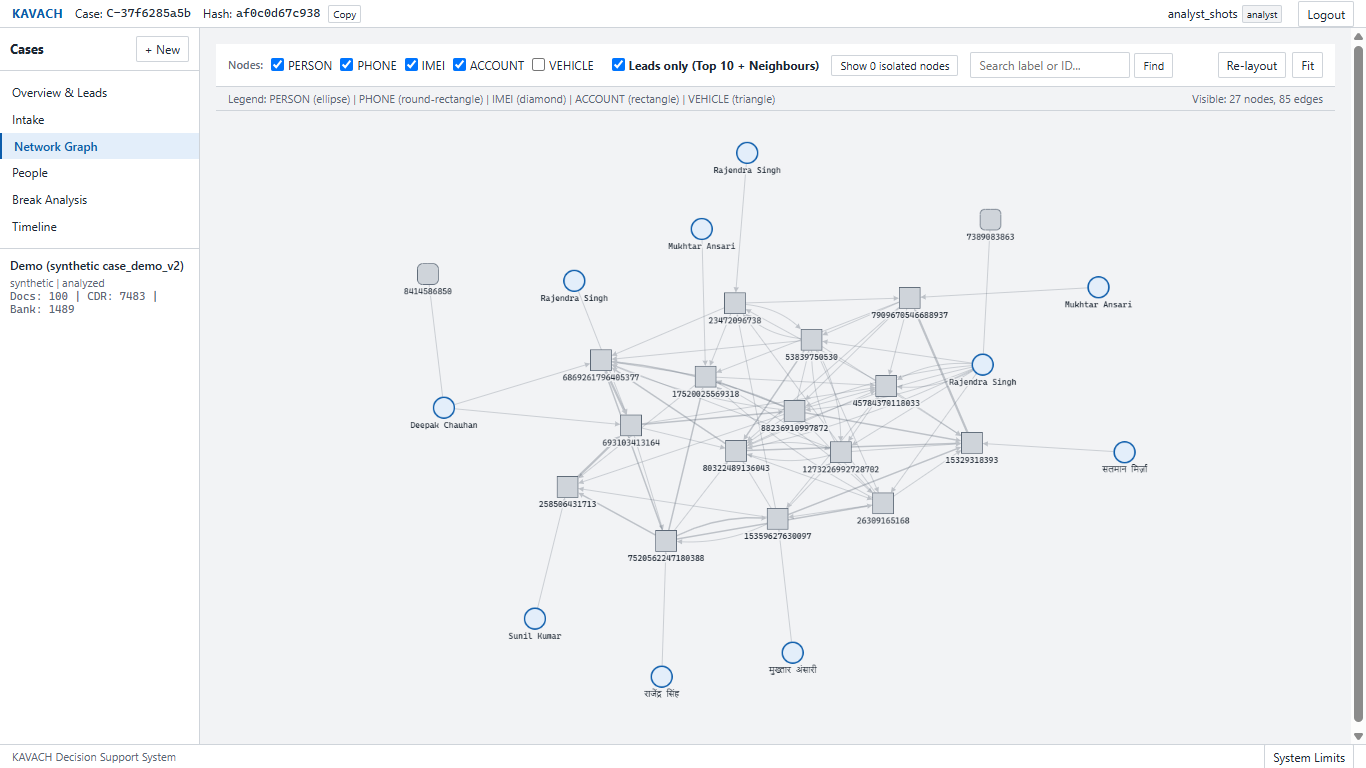 KAVACH Case: C-37f6285a5b Hash: af0c0d67c938 Copy analyst_shots analyst Logout
Cases + New
Overview & Leads
Intake
Network Graph
People
Break Analysis
Timeline
Demo (synthetic case_demo_v2)
synthetic | analyzed
Docs: 100 | CDR: 7483 |
Bank: 1489
Nodes: PERSON PHONE IMEI ACCOUNT VEHICLE Leads only (Top 10 + Neighbours) Show 0 isolated nodes Search label or ID... Find Re-layout Fit
Legend: PERSON (ellipse) | PHONE (round-rectangle) | IMEI (diamond) | ACCOUNT (rectangle) | VEHICLE (triangle) Visible: 27 nodes, 85 edges
Rajendra Singh
7389083863
Mukhtar Ansari
8414586850
Rajendra Singh
Mukhtar Ansari
23472096738
7909670546688937
53839750530
6869261796405377
Rajendra Singh
17520025569318
45784370118033
Deepak Chauhan
88236910997872
693103413164
15329318393
80322489136043
1273226992728702
सतमान मिर्ज़ा
258506431713
26309165168
15359627630097
7520562247180388
Sunil Kumar
मुख्तार अंसारी
राजेंद्र सिंह
KAVACH Decision Support System System Limits